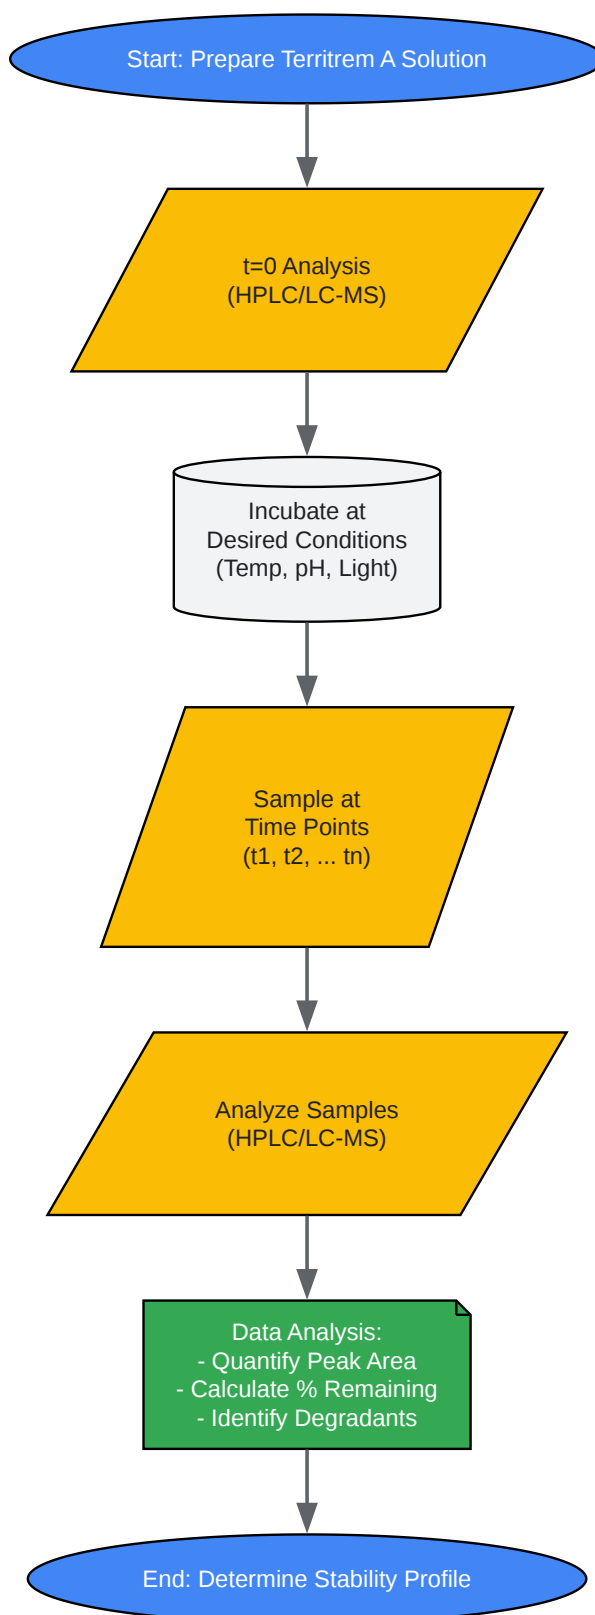 Start: Prepare Territrem A Solution
t=0 Analysis
(HPLC/LC-MS)
Incubate at
Desired Conditions
(Temp, pH, Light)
Sample at
Time Points
(t1, t2, ... tn)
Analyze Samples
(HPLC/LC-MS)
Data Analysis:
- Quantify Peak Area
- Calculate % Remaining
- Identify Degradants
End: Determine Stability Profile